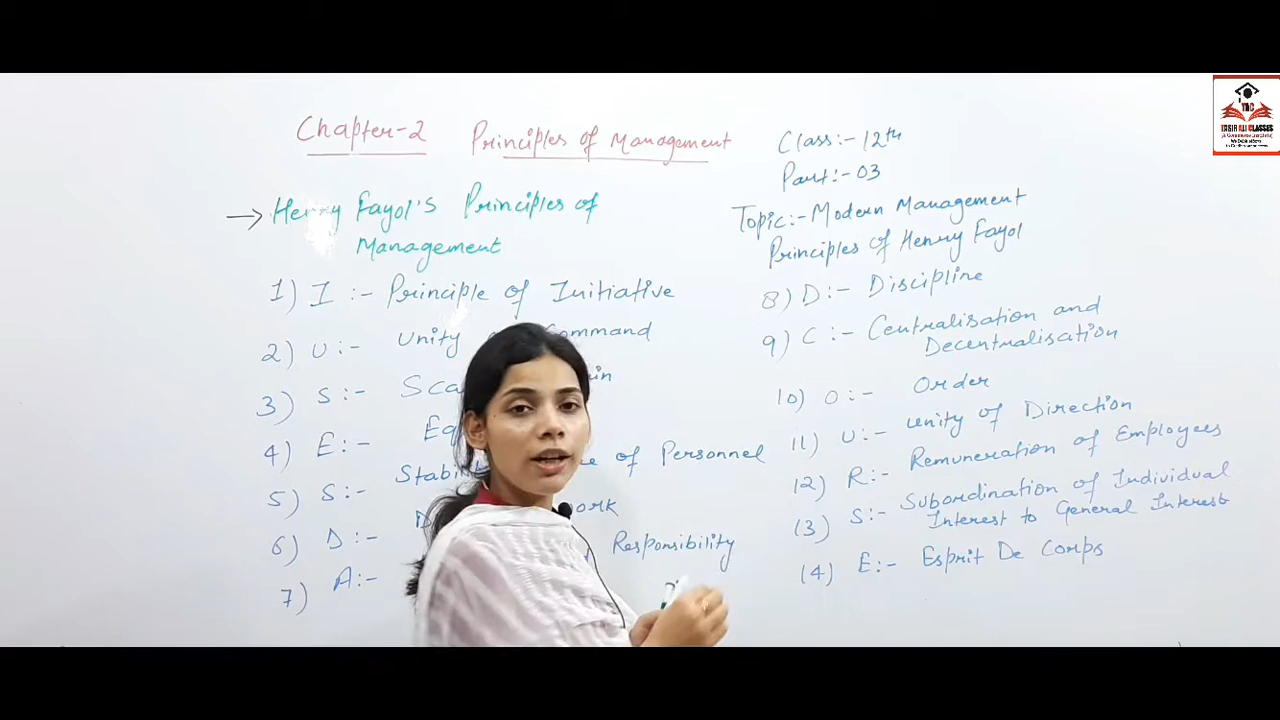 Chapter-2 Principles of Management
Class:- 12th
Part:- 03
Topic:- Modern Management
Principles of Henry Fayol
→ Henry Fayol's Principles of
Management
1) I :- Principle of Initiative
2) U :- Unity Command
3) S :-
4) E :-
5) S :- of Personnel
6) D :-
7) A :- Responsibility
8) D :- Discipline
9) C :- Centralisation and
Decentralisation
10) O :- Order
11) U :- Unity of Direction
12) R :- Remuneration of Employees
13) S :- Subordination of Individual
Interest to General Interest
14) E :- Esprit De Corps
TAC